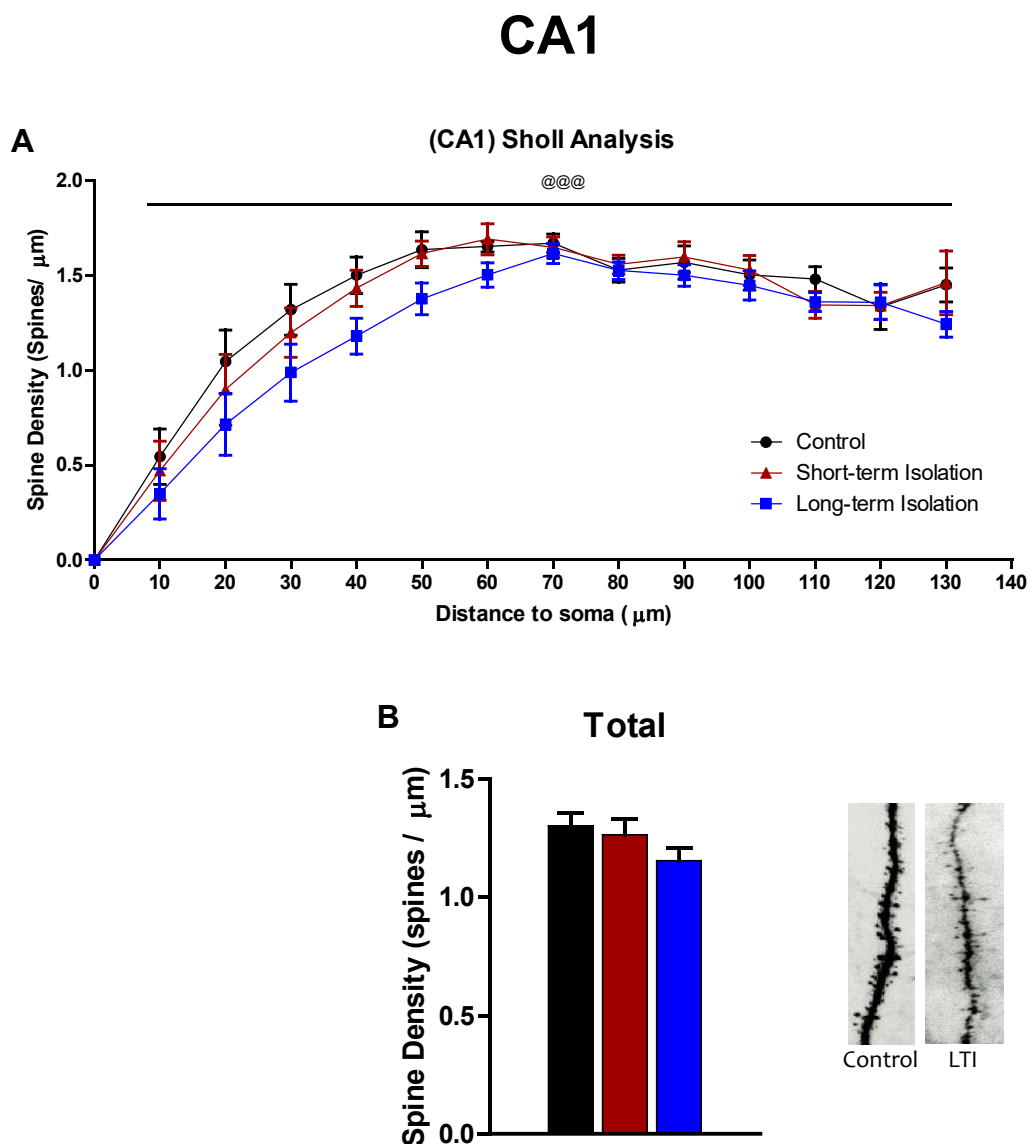 CA1
A
(CA1) Sholl Analysis
@@@
2.0
1.5
1.0
0.5
0.0
Spine Density (Spines/ µm)
Control
Short-term Isolation
Long-term Isolation
0 10 20 30 40 50 60 70 80 90 100 110 120 130 140
Distance to soma ( µm)
B
Total
1.5
1.0
0.5
0.0
Spine Density (spines / µm)
Control LTI